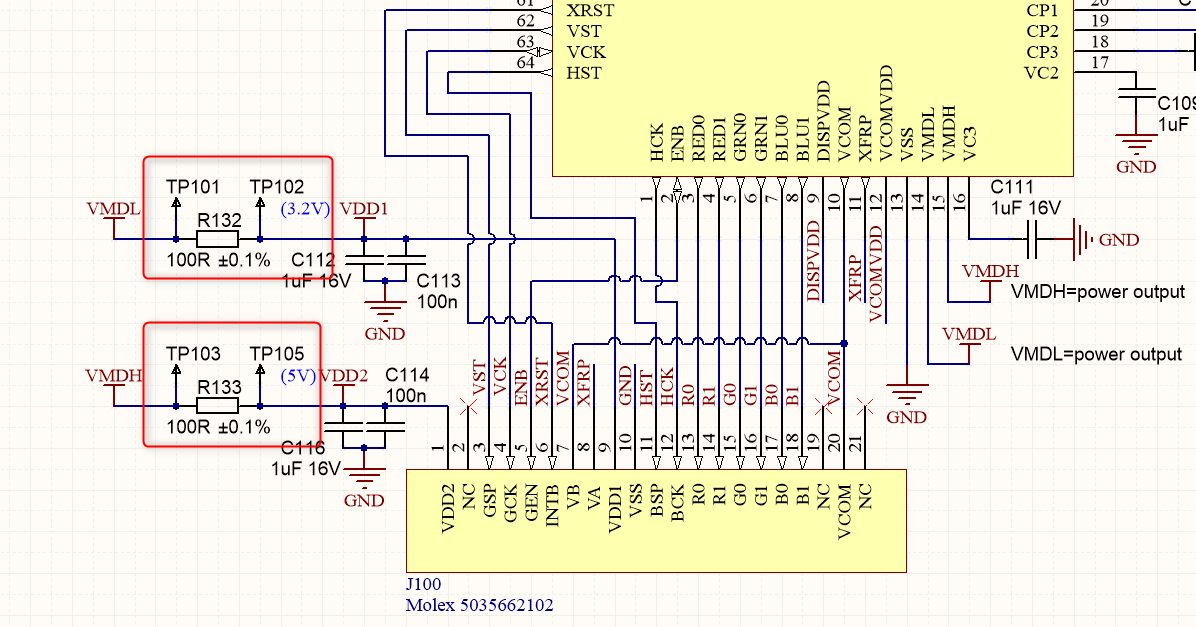 61 XRST
62 VST
63 VCK
64 HST
CP1 20
CP2 19
CP3 18
VC2 17
C109
1uF
GND
HCK
ENB
RED0
RED1
GRN0
GRN1
BLU0
BLU1
DISPVDD
VCOM
XFRP
VCOMVDD
VSS
VMDL
VMDH
VC3
1
2
3
4
5
6
7
8
9
10
11
12
13
14
15
16
C111
1uF 16V
GND
TP101
TP102
VMDL
(3.2V)
VDD1
R132
100R ±0.1%
C112
1uF 16V
C113
100n
GND
DISPVDD
XFRP
VCOMVDD
VMDH
VMDH=power output
VMDL
VMDL=power output
GND
TP103
TP105
VMDH
(5V)
VDD2
R133
100R ±0.1%
C114
100n
C116
1uF 16V
GND
VST
VCK
ENB
XRST
VCOM
XFRP
GND
HST
HCK
R0
R1
G0
G1
B0
B1
VCOM
1
2
3
4
5
6
7
8
9
10
11
12
13
14
15
16
17
18
19
20
21
VDD2
NC
GSP
GCK
GEN
INTB
VB
VA
VDD1
VSS
BSP
BCK
R0
R1
G0
G1
B0
B1
NC
VCOM
NC
J100
Molex 5035662102